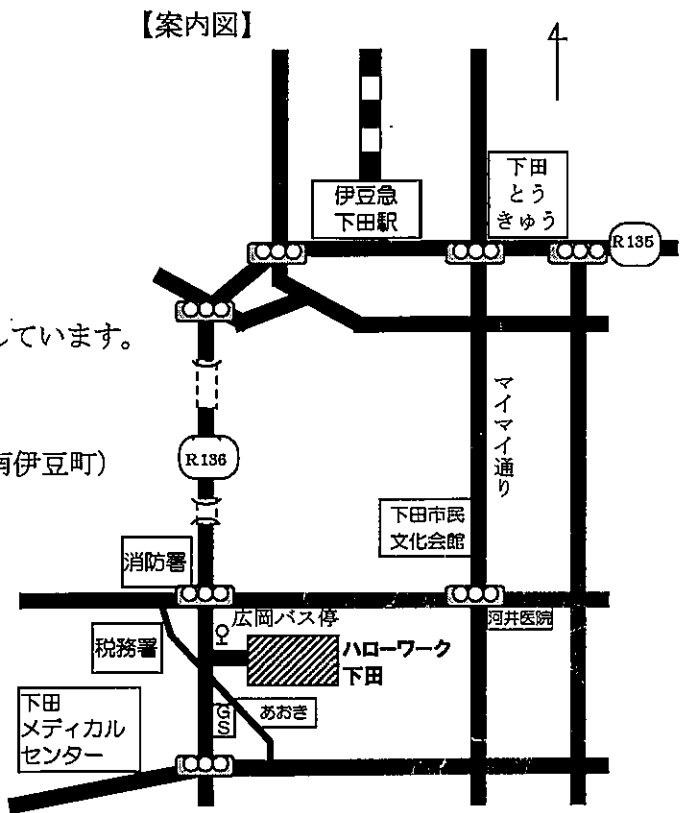 【案内図】
伊豆急
下田駅
下田
とう
きゅう
R135
しています。
マイマイ通り
R136
南伊豆町）
下田市民
文化会館
消防署
広岡バス停
河井医院
税務署
ハローワーク
下田
下田
メディカル
センター
GS
あおき